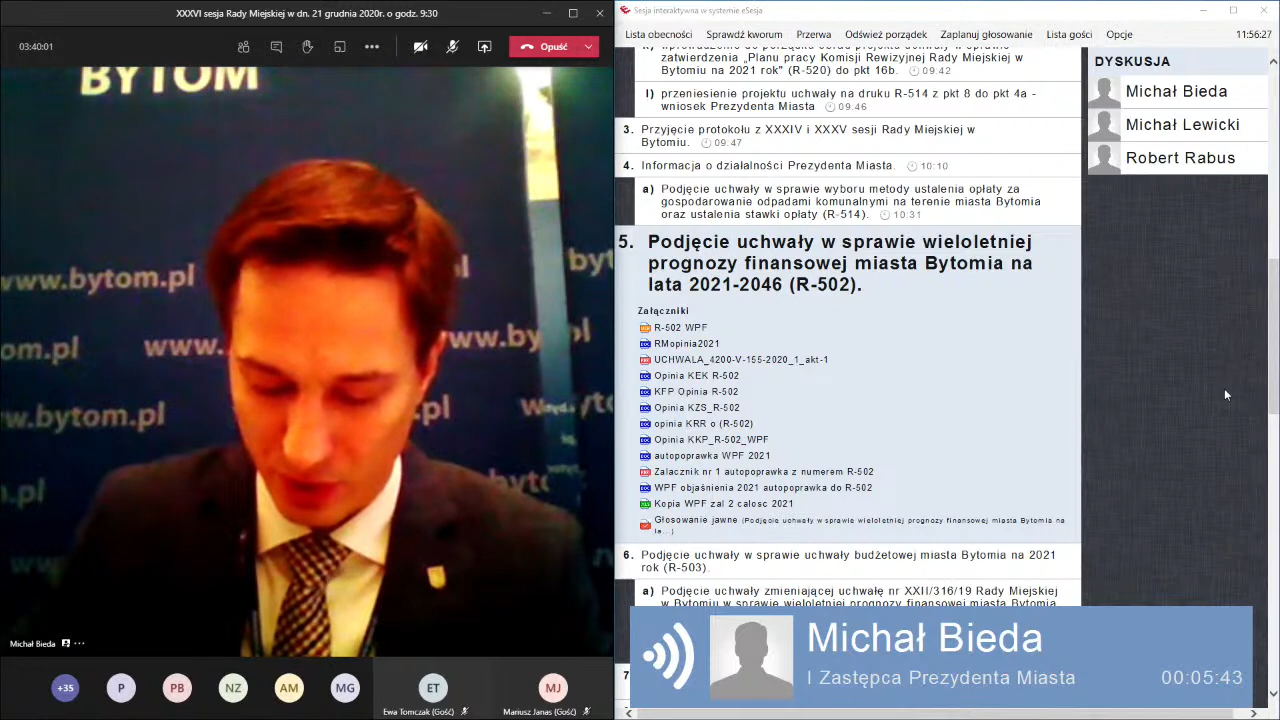 XXXVI sesja Rady Miejskiej w dn. 21 grudnia 2020r. o godz. 9:30
03:40:01
Opuść
BYTOM
www.bytom.pl
by
om.pl
www.
www.by
www.bytom.pl
.pl
Michał Bieda
+35
P
PB
NZ
AM
MG
ET
Ewa Tomczak (Gość)
MJ
Mariusz Janas (Gość)
Sesja interaktywna w systemie eSesja
Lista obecności Sprawdź kworum Przerwa Odśwież porządek Zaplanuj głosowanie Lista gości Opcje 11:56:27
zatwierdzenia „Planu pracy Komisji Rewizyjnej Rady Miejskiej w
Bytomiu na 2021 rok" (R-520) do pkt 16b. 09:42
l) przeniesienie projektu uchwały na druku R-514 z pkt 8 do pkt 4a -
wniosek Prezydenta Miasta 09:46
3. Przyjęcie protokołu z XXXIV i XXXV sesji Rady Miejskiej w
Bytomiu. 09:47
4. Informacja o działalności Prezydenta Miasta. 10:10
a) Podjęcie uchwały w sprawie wyboru metody ustalenia opłaty za
gospodarowanie odpadami komunalnymi na terenie miasta Bytomia
oraz ustalenia stawki opłaty (R-514). 10:31
5. Podjęcie uchwały w sprawie wieloletniej
prognozy finansowej miasta Bytomia na
lata 2021-2046 (R-502).
Załączniki
R-502 WPF
RMopinia2021
UCHWALA_4200-V-155-2020_1_akt-1
Opinia KEK R-502
KFP Opinia R-502
Opinia KZS_R-502
opinia KRR o (R-502)
Opinia KKP_R-502_WPF
autopoprawka WPF 2021
Zalacznik nr 1 autopoprawka z numerem R-502
WPF objaśnienia 2021 autopoprawka do R-502
Kopia WPF zal 2 calosc 2021
Głosowanie jawne (Podjęcie uchwały w sprawie wieloletniej prognozy finansowej miasta Bytomia na
la...)
6. Podjęcie uchwały w sprawie uchwały budżetowej miasta Bytomia na 2021
rok (R-503).
a) Podjęcie uchwały zmieniającej uchwałę nr XXII/316/19 Rady Miejskiej
w Bytomiu w sprawie wieloletniej prognozy finansowej miasta Bytomia
7
DYSKUSJA
Michał Bieda
Michał Lewicki
Robert Rabus
Michał Bieda
I Zastępca Prezydenta Miasta 00:05:43